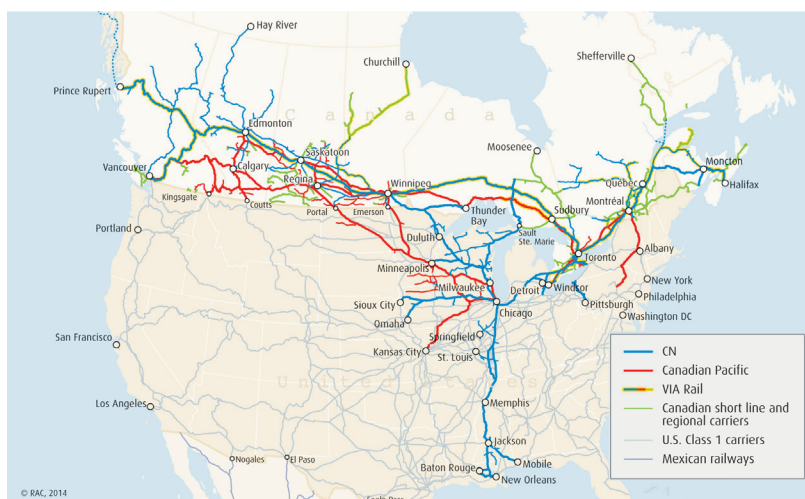 Hay River
Churchill
Shefferville
Prince Rupert
Canada
Edmonton
Moosenee
Saskatoon
Vancouver
Calgary
Regina
Winnipeg
Québec
Moncton
Kingsgate
Coutts
Portal
Emerson
Thunder
Bay
Sudbury
Montréal
Halifax
Portland
Duluth
Sault
Ste. Marie
Toronto
Albany
Minneapolis
Milwaukee
Detroit
Windsor
New York
Philadelphia
Pittsburgh
Washington DC
Sioux City
Omaha
Chicago
San Francisco
Springfield
Kansas City
St. Louis
United States
Los Angeles
Memphis
Jackson
Nogales
El Paso
Baton Rouge
Mobile
New Orleans
CN
Canadian Pacific
VIA Rail
Canadian short line and
regional carriers
U.S. Class 1 carriers
Mexican railways
© RAC, 2014